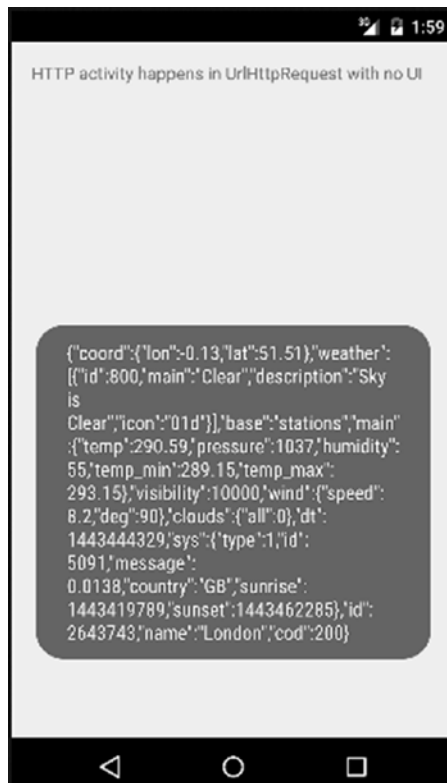 3G 1:59
HTTP activity happens in UrlHttpRequest with no UI
{"coord":{"lon":-0.13,"lat":51.51},"weather":
[{"id":800,"main":"Clear","description":"Sky
is
Clear","icon":"01d"}],"base":"stations","main"
:{"temp":290.59,"pressure":1037,"humidity":
55,"temp_min":289.15,"temp_max":
293.15},"visibility":10000,"wind":{"speed":
8.2,"deg":90},"clouds":{"all":0},"dt":
1443444329,"sys":{"type":1,"id":
5091,"message":
0.0138,"country":"GB","sunrise":
1443419789,"sunset":1443462285},"id":
2643743,"name":"London","cod":200}